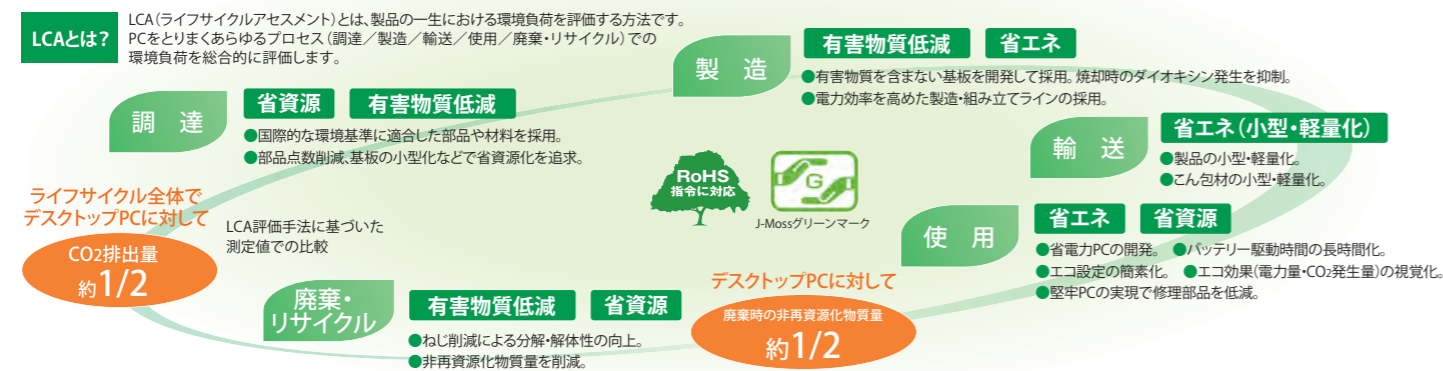 LCAとは?
LCA(ライフサイクルアセスメント)とは、製品の一生における環境負荷を評価する方法です。
PCをとりまくあらゆるプロセス(調達/製造/輸送/使用/廃棄・リサイクル)での
環境負荷を総合的に評価します。
調 達
省資源
有害物質低減
●国際的な環境基準に適合した部品や材料を採用。
●部品点数削減、基板の小型化などで省資源化を追求。
製 造
有害物質低減
省エネ
●有害物質を含まない基板を開発して採用。焼却時のダイオキシン発生を抑制。
●電力効率を高めた製造・組み立てラインの採用。
輸 送
省エネ(小型・軽量化)
●製品の小型・軽量化。
●こん包材の小型・軽量化。
RoHS
指令に対応
G
J-Mossグリーンマーク
使 用
省エネ
省資源
●省電力PCの開発。 ●バッテリー駆動時間の長時間化。
●エコ設定の簡素化。 ●エコ効果(電力量・CO2発生量)の視覚化。
●堅牢PCの実現で修理部品を低減。
ライフサイクル全体で
デスクトップPCに対して
CO2排出量
約1/2
LCA評価手法に基づいた
測定値での比較
廃棄・
リサイクル
有害物質低減
省資源
●ねじ削減による分解・解体性の向上。
●非再資源化物質量を削減。
デスクトップPCに対して
廃棄時の非再資源化物質量
約1/2